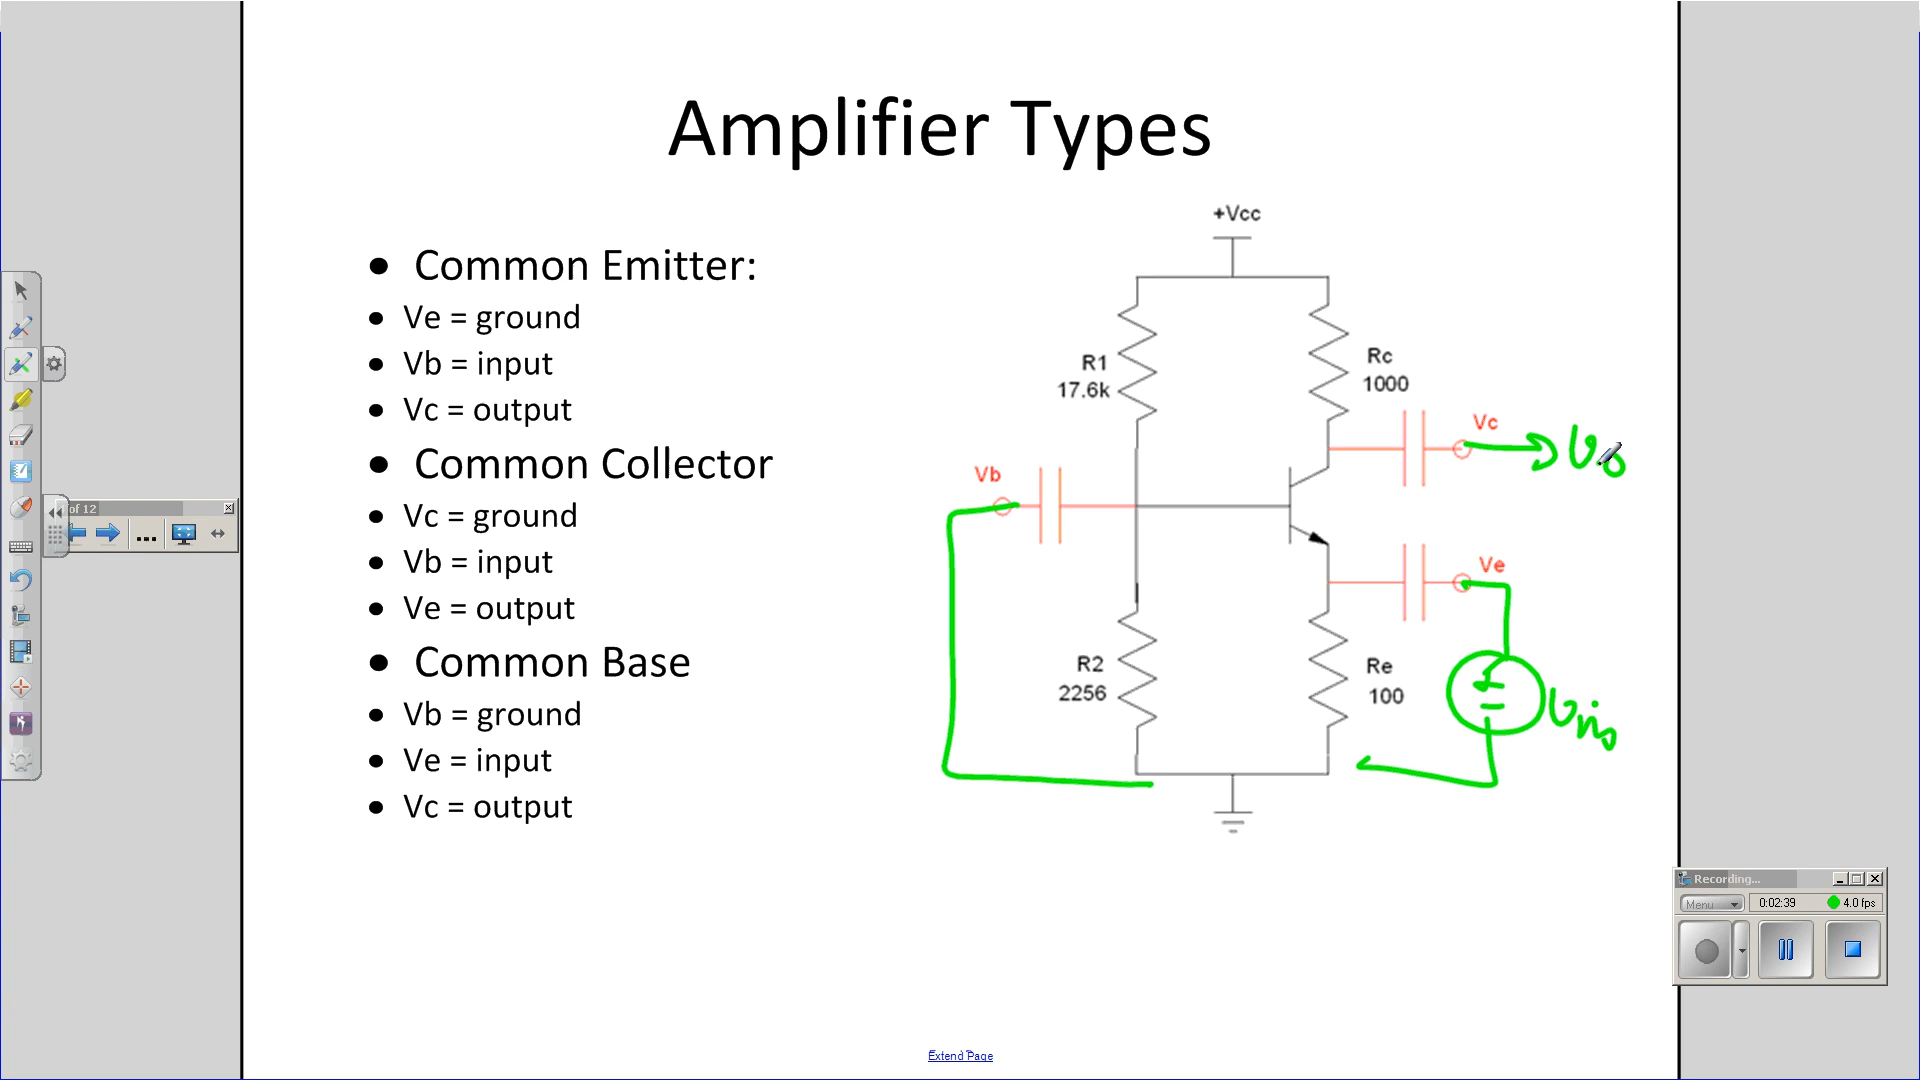 Amplifier Types
• Common Emitter:
• Ve = ground
• Vb = input
• Vc = output
• Common Collector
• Vc = ground
• Vb = input
• Ve = output
• Common Base
• Vb = ground
• Ve = input
• Vc = output
+Vcc
R1
17.6k
Rc
1000
Vc
Vb
Ve
R2
2256
Re
100
of 12
...
Recording...
Menu
0:02:39
4.0 fps
Extend Page